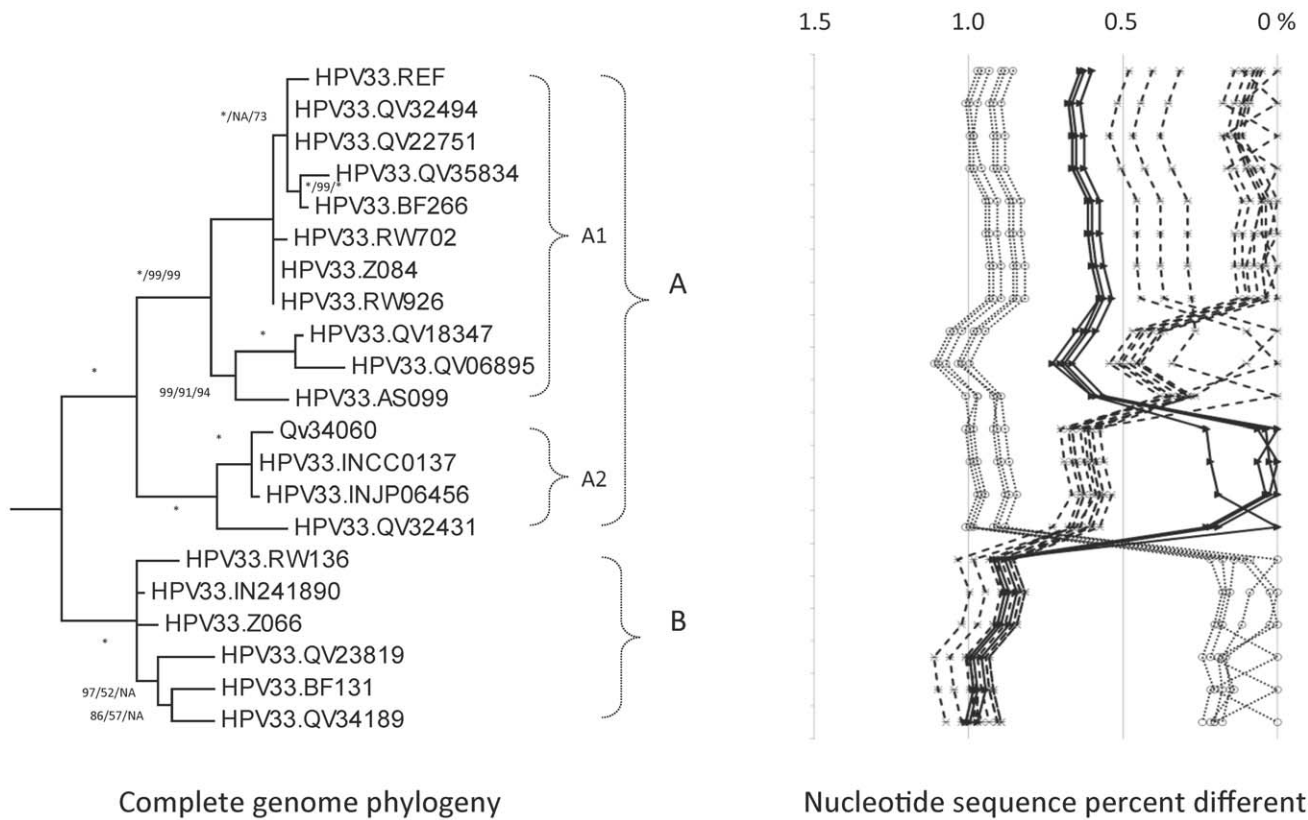 1.5 1.0 0.5 0 %
HPV33.REF
HPV33.QV32494
*/NA/73
HPV33.QV22751
HPV33.QV35834
*/99/*
HPV33.BF266
HPV33.RW702
A1
HPV33.Z084
*/99/99
A
HPV33.RW926
HPV33.QV18347
*
HPV33.QV06895
*
99/91/94
HPV33.AS099
Qv34060
*
HPV33.INCC0137
A2
HPV33.INJP06456
*
HPV33.QV32431
HPV33.RW136
HPV33.IN241890
HPV33.Z066
B
*
HPV33.QV23819
97/52/NA
HPV33.BF131
86/57/NA
HPV33.QV34189
Complete genome phylogeny
Nucleotide sequence percent different